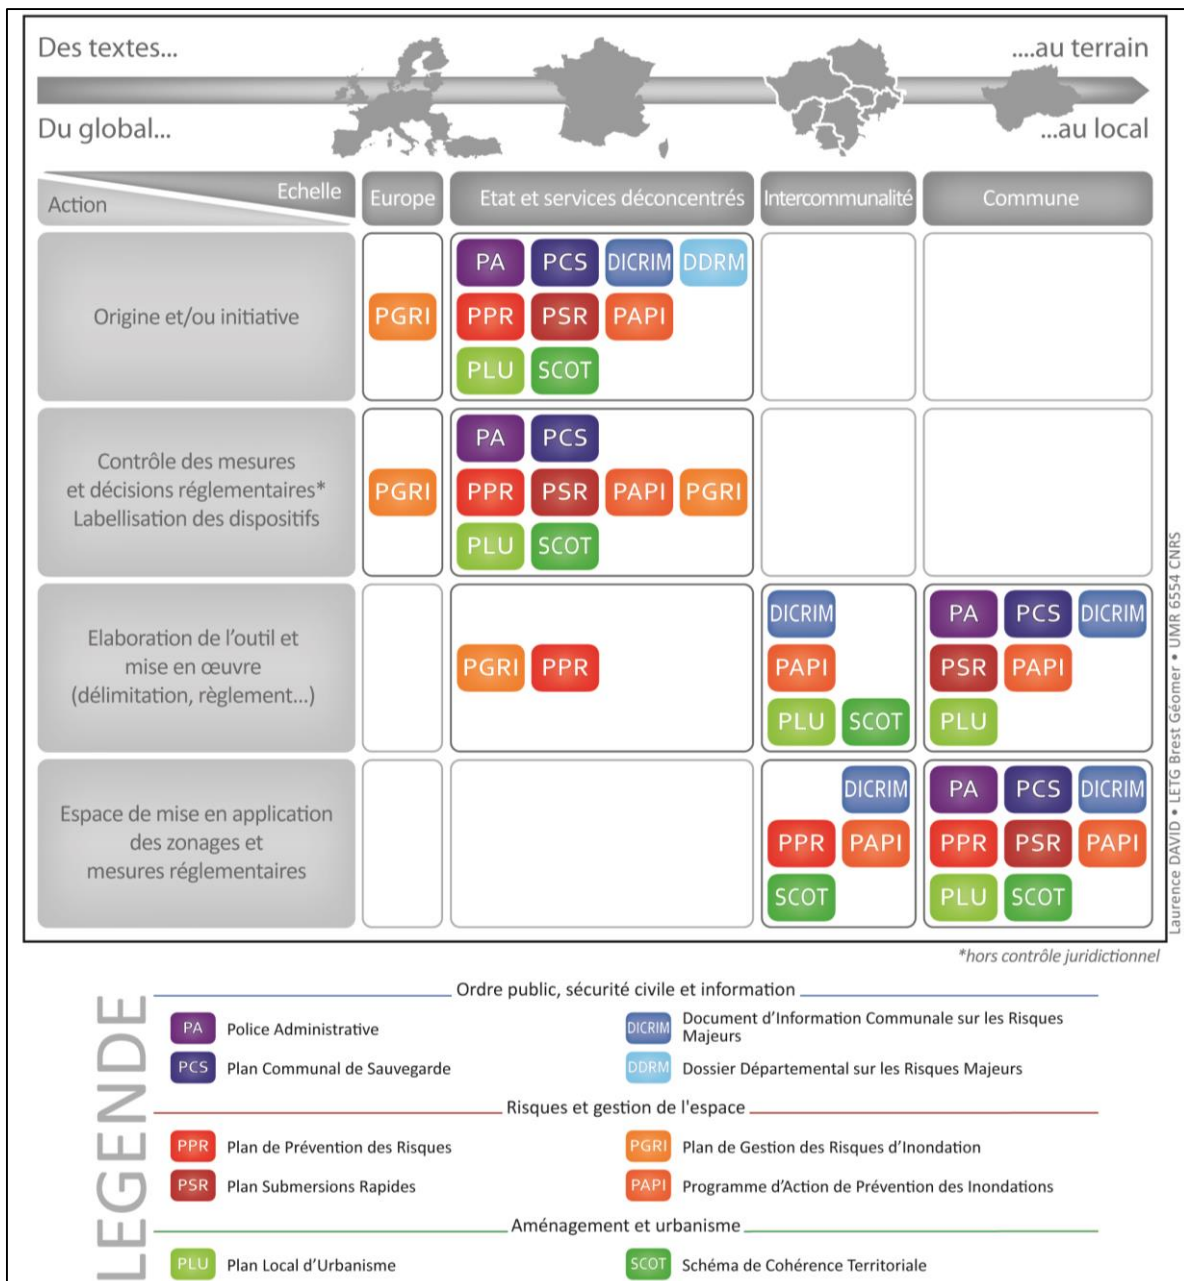 Des textes...
....au terrain
Du global...
...au local
Echelle
Action
Europe
Etat et services déconcentrés
Intercommunalité
Commune
Origine et/ou initiative
PGRI
PA PCS DICRIM DDRM
PPR PSR PAPI
PLU SCOT
Contrôle des mesures
et décisions réglementaires*
Labellisation des dispositifs
PGRI
PA PCS
PPR PSR PAPI PGRI
PLU SCOT
Elaboration de l'outil et
mise en œuvre
(délimitation, règlement...)
PGRI PPR
DICRIM
PAPI
PLU SCOT
PA PCS DICRIM
PSR PAPI
PLU
Espace de mise en application
des zonages et
mesures réglementaires
DICRIM
PPR PAPI
SCOT
PA PCS DICRIM
PPR PSR PAPI
PLU SCOT
Laurence DAVID • LETG Brest Géomer • UMR 6554 CNRS
*hors contrôle juridictionnel
LEGENDE
Ordre public, sécurité civile et information
PA Police Administrative
DICRIM Document d'Information Communale sur les Risques
Majeurs
PCS Plan Communal de Sauvegarde
DDRM Dossier Départemental sur les Risques Majeurs
Risques et gestion de l'espace
PPR Plan de Prévention des Risques
PGRI Plan de Gestion des Risques d'Inondation
PSR Plan Submersions Rapides
PAPI Programme d'Action de Prévention des Inondations
Aménagement et urbanisme
PLU Plan Local d'Urbanisme
SCOT Schéma de Cohérence Territoriale